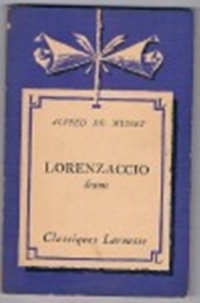 ALFRED DE MUSSET
LORENZACCIO
drame
Classiques Larousse